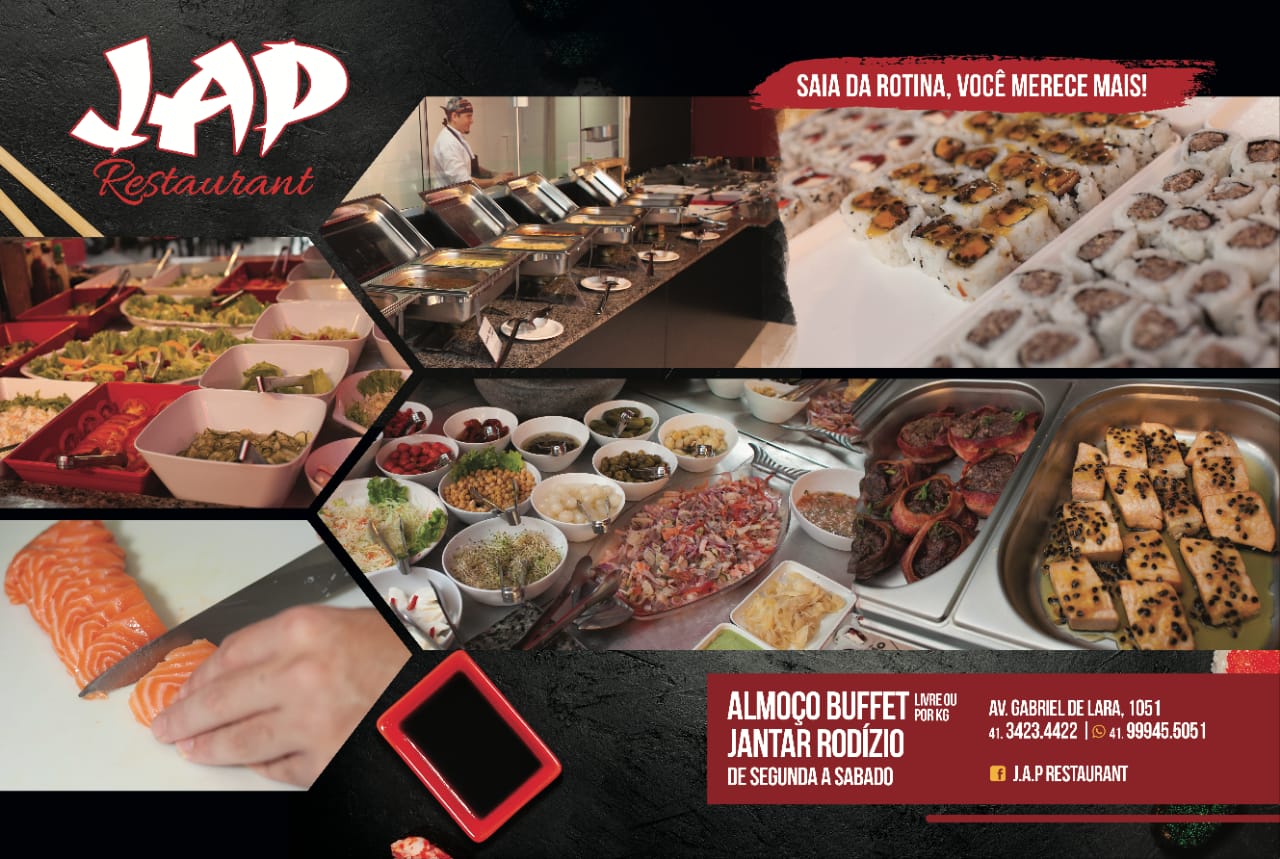 JAP
Restaurant
SAIA DA ROTINA, VOCÊ MERECE MAIS!
ALMOÇO BUFFET LIVRE OU
POR KG
JANTAR RODÍZIO
DE SEGUNDA A SABADO
AV. GABRIEL DE LARA, 1051
41. 3423.4422 | 41. 99945.5051
J.A.P RESTAURANT